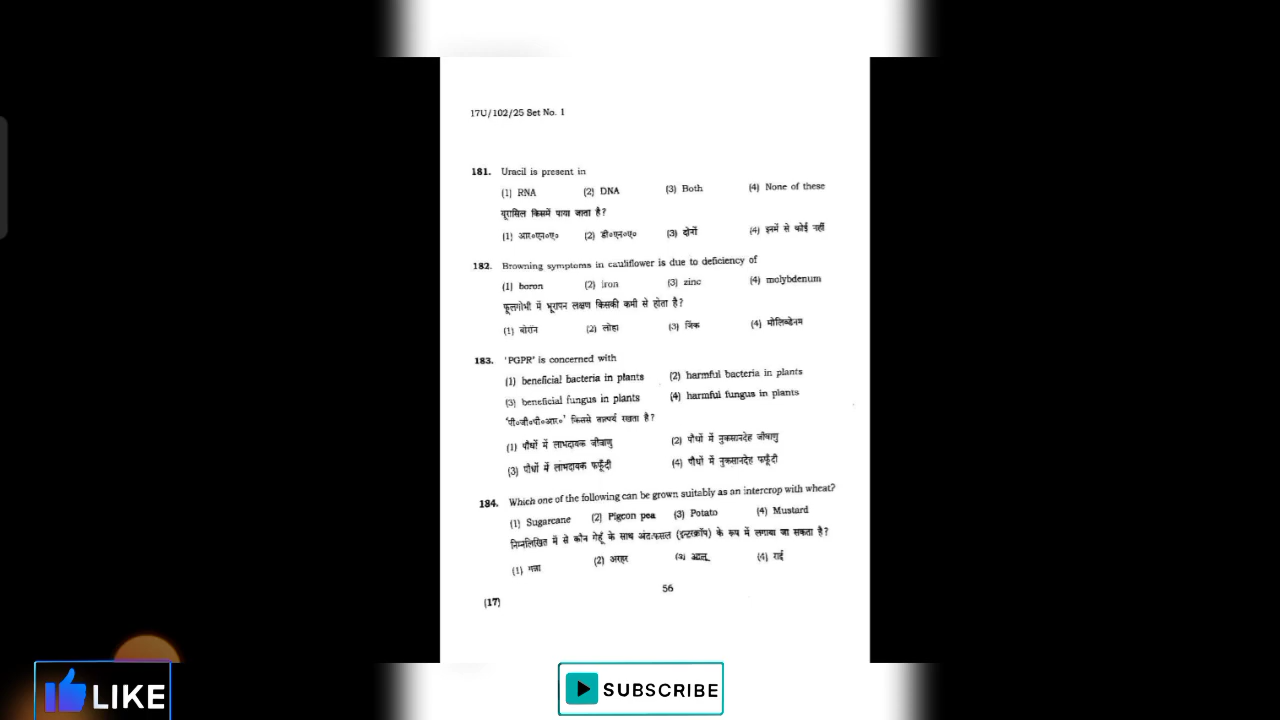 17U/102/25 Set No. 1
181. Uracil is present in
(1) RNA (2) DNA (3) Both (4) None of these
यूरासिल किसमें पाया जाता है?
(1) आर०एन०ए० (2) डी०एन०ए० (3) दोनों (4) इनमें से कोई नहीं
182. Browning symptoms in cauliflower is due to deficiency of
(1) boron (2) iron (3) zinc (4) molybdenum
फूलगोभी में भूरापन लक्षण किसकी कमी से होता है?
(1) बोरॉन (2) लोहा (3) जिंक (4) मोलिब्डेनम
183. 'PGPR' is concerned with
(1) beneficial bacteria in plants (2) harmful bacteria in plants
(3) beneficial fungus in plants (4) harmful fungus in plants
'पी०जी०पी०आर०' किससे तात्पर्य रखता है?
(1) पौधों में लाभदायक जीवाणु (2) पौधों में नुकसानदेह जीवाणु
(3) पौधों में लाभदायक फफूँदी (4) पौधों में नुकसानदेह फफूँदी
184. Which one of the following can be grown suitably as an intercrop with wheat?
(1) Sugarcane (2) Pigeon pea (3) Potato (4) Mustard
निम्नलिखित में से कौन गेहूँ के साथ अंतःफसल (इन्टरक्रॉप) के रूप में लगाया जा सकता है?
(1) गन्ना (2) अरहर (3) आलू (4) राई
56
(17)
LIKE
SUBSCRIBE